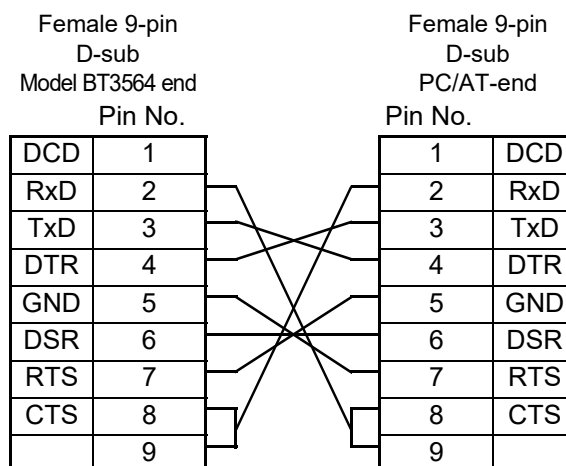 Female 9-pin
D-sub
Model BT3564 end
Pin No.
Female 9-pin
D-sub
PC/AT-end
Pin No.
DCD 1
RxD 2
TxD 3
DTR 4
GND 5
DSR 6
RTS 7
CTS 8
9
1 DCD
2 RxD
3 TxD
4 DTR
5 GND
6 DSR
7 RTS
8 CTS
9